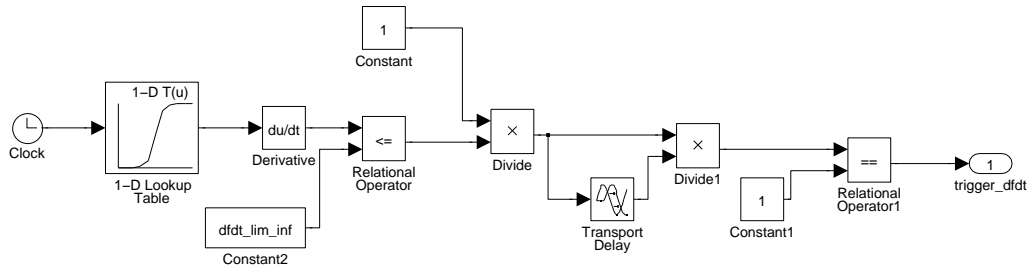 1
Constant
1−D T(u)
Clock
1−D Lookup
Table
du/dt
Derivative
<=
Relational
Operator
×
Divide
×
Divide1
==
Relational
Operator1
1
trigger_dfdt
dfdt_lim_inf
Constant2
Transport
Delay
1
Constant1